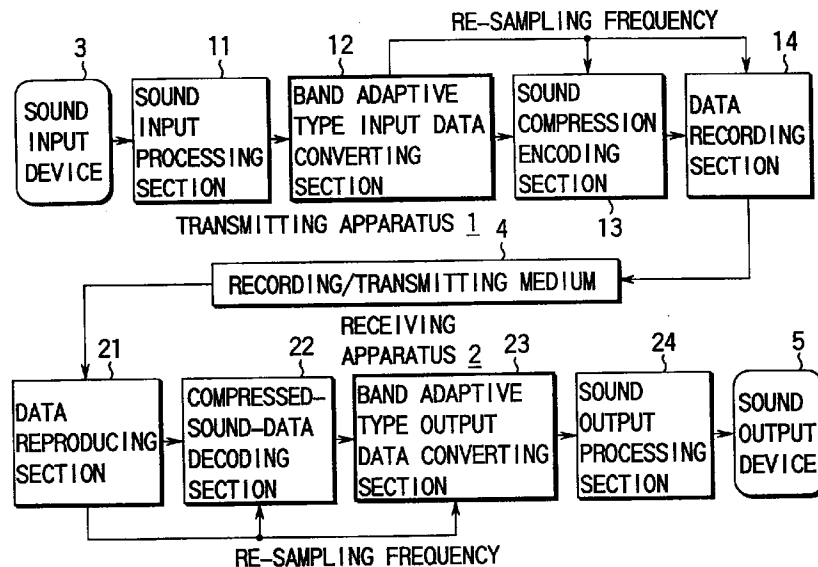 RE-SAMPLING FREQUENCY
3
11
12
14
SOUND
INPUT
DEVICE
SOUND
INPUT
PROCESSING
SECTION
BAND ADAPTIVE
TYPE INPUT DATA
CONVERTING
SECTION
SOUND
COMPRESSION
ENCODING
SECTION
DATA
RECORDING
SECTION
TRANSMITTING APPARATUS 1
13
4
RECORDING/TRANSMITTING MEDIUM
RECEIVING
APPARATUS 2
21
22
23
24
5
DATA
REPRODUCING
SECTION
COMPRESSED-
SOUND-DATA
DECODING
SECTION
BAND ADAPTIVE
TYPE OUTPUT
DATA CONVERTING
SECTION
SOUND
OUTPUT
PROCESSING
SECTION
SOUND
OUTPUT
DEVICE
RE-SAMPLING FREQUENCY